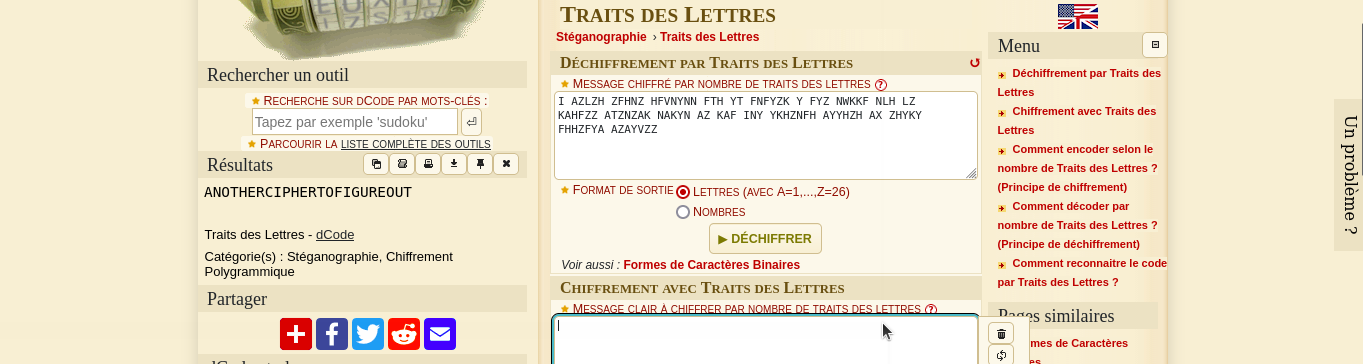 Rechercher un outil
Recherche sur dCode par mots-clés :
Tapez par exemple 'sudoku'
Parcourir la liste complète des outils
Résultats
ANOTHERCIPHERTOFIGUREOUT
Traits des Lettres - dCode
Catégorie(s) : Stéganographie, Chiffrement
Polygrammique
Partager
Traits des Lettres
Stéganographie › Traits des Lettres
Déchiffrement par Traits des Lettres
Message chiffré par nombre de traits des lettres ?
I AZLZH ZFHNZ HFVNYNN FTH YT FNFYZK Y FYZ NWKKF NLH LZ
KAHFZZ ATZNZAK NAKYN AZ KAF INY YKHZNFH AYYHZH AX ZHYKY
FHHZFYA AZAYVZZ
Format de sortie
Lettres (avec A=1,...,Z=26)
Nombres
▶ DÉCHIFFRER
Voir aussi : Formes de Caractères Binaires
Chiffrement avec Traits des Lettres
Message clair à chiffrer par nombre de traits des lettres ?
Menu
Déchiffrement par Traits des
Lettres
Chiffrement avec Traits des
Lettres
Comment encoder selon le
nombre de Traits des Lettres ?
(Principe de chiffrement)
Comment décoder par
nombre de Traits des Lettres ?
(Principe de déchiffrement)
Comment reconnaitre le code
par Traits des Lettres ?
Pages similaires
mes de Caractères
Un problème ?